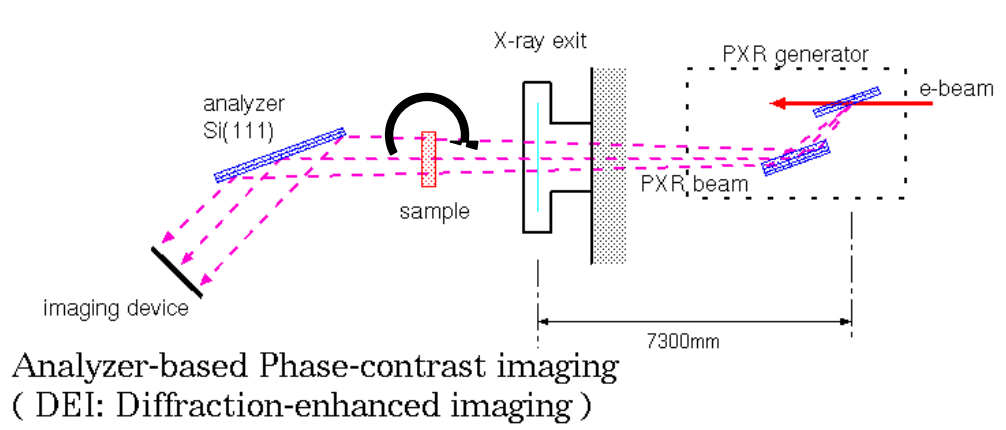 X-ray exit
PXR generator
e-beam
analyzer
Si(111)
PXR beam
sample
imaging device
7300mm
Analyzer-based Phase-contrast imaging
( DEI: Diffraction-enhanced imaging )